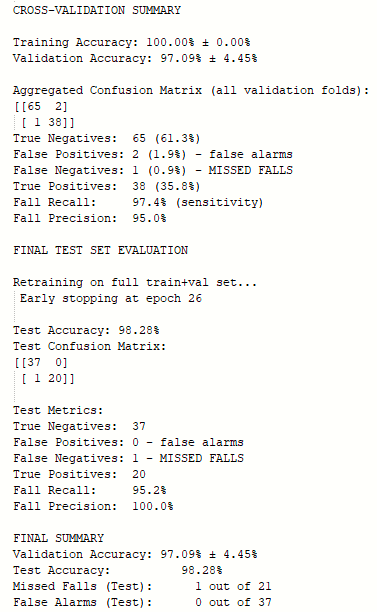 CROSS-VALIDATION SUMMARY
Training Accuracy: 100.00% ± 0.00%
Validation Accuracy: 97.09% ± 4.45%
Aggregated Confusion Matrix (all validation folds):
[[65  2]
 [ 1 38]]
True Negatives:  65 (61.3%)
False Positives: 2 (1.9%) - false alarms
False Negatives: 1 (0.9%) - MISSED FALLS
True Positives:  38 (35.8%)
Fall Recall:     97.4% (sensitivity)
Fall Precision:  95.0%
FINAL TEST SET EVALUATION
Retraining on full train+val set...
 Early stopping at epoch 26
Test Accuracy: 98.28%
Test Confusion Matrix:
[[37  0]
 [ 1 20]]
Test Metrics:
True Negatives:  37
False Positives: 0 - false alarms
False Negatives: 1 - MISSED FALLS
True Positives:  20
Fall Recall:     95.2%
Fall Precision:  100.0%
FINAL SUMMARY
Validation Accuracy: 97.09% ± 4.45%
Test Accuracy:          98.28%
Missed Falls (Test):      1 out of 21
False Alarms (Test):      0 out of 37